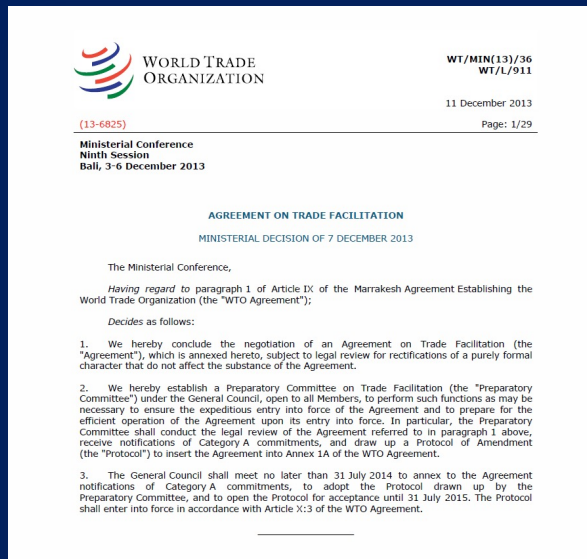 WORLD TRADE
ORGANIZATION
WT/MIN(13)/36
WT/L/911
11 December 2013
(13-6825)
Page: 1/29
Ministerial Conference
Ninth Session
Bali, 3-6 December 2013
AGREEMENT ON TRADE FACILITATION
MINISTERIAL DECISION OF 7 DECEMBER 2013
The Ministerial Conference,
Having regard to paragraph 1 of Article IX of the Marrakesh Agreement Establishing the
World Trade Organization (the "WTO Agreement");
Decides as follows:
1. We hereby conclude the negotiation of an Agreement on Trade Facilitation (the
"Agreement"), which is annexed hereto, subject to legal review for rectifications of a purely formal
character that do not affect the substance of the Agreement.
2. We hereby establish a Preparatory Committee on Trade Facilitation (the "Preparatory
Committee") under the General Council, open to all Members, to perform such functions as may be
necessary to ensure the expeditious entry into force of the Agreement and to prepare for the
efficient operation of the Agreement upon its entry into force. In particular, the Preparatory
Committee shall conduct the legal review of the Agreement referred to in paragraph 1 above,
receive notifications of Category A commitments, and draw up a Protocol of Amendment
(the "Protocol") to insert the Agreement into Annex 1A of the WTO Agreement.
3. The General Council shall meet no later than 31 July 2014 to annex to the Agreement
notifications of Category A commitments, to adopt the Protocol drawn up by the
Preparatory Committee, and to open the Protocol for acceptance until 31 July 2015. The Protocol
shall enter into force in accordance with Article X:3 of the WTO Agreement.